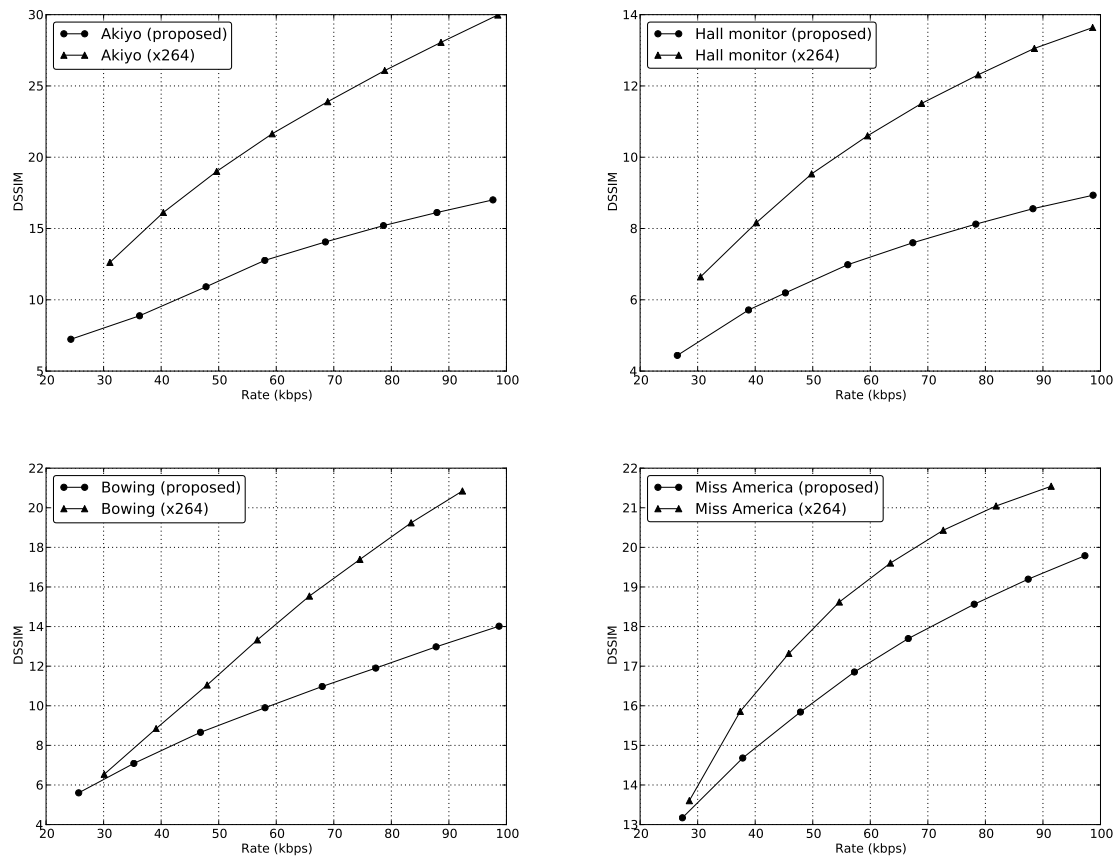 Akiyo (proposed)
Akiyo (x264)
30
25
20
15
10
5
DSSIM
20 30 40 50 60 70 80 90 100
Rate (kbps)
Hall monitor (proposed)
Hall monitor (x264)
14
12
10
8
6
4
DSSIM
20 30 40 50 60 70 80 90 100
Rate (kbps)
Bowing (proposed)
Bowing (x264)
22
20
18
16
14
12
10
8
6
4
DSSIM
20 30 40 50 60 70 80 90 100
Rate (kbps)
Miss America (proposed)
Miss America (x264)
22
21
20
19
18
17
16
15
14
13
DSSIM
20 30 40 50 60 70 80 90 100
Rate (kbps)